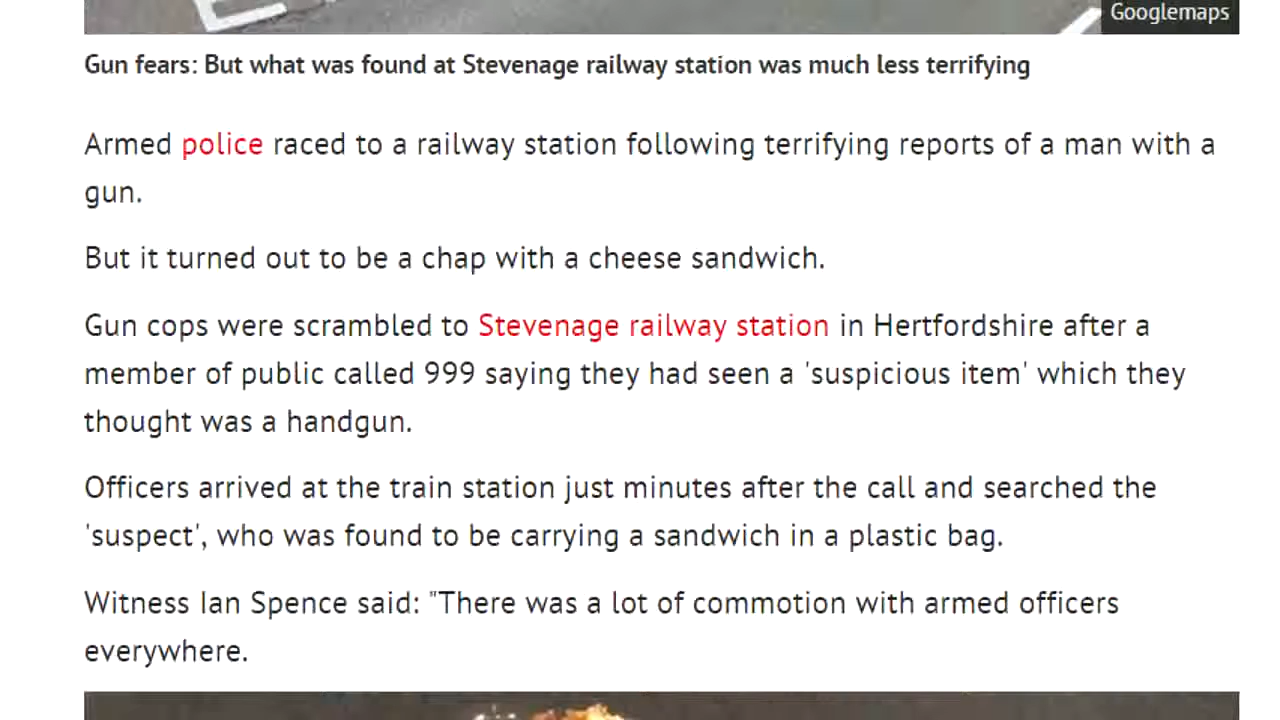 Googlemaps
Gun fears: But what was found at Stevenage railway station was much less terrifying
Armed police raced to a railway station following terrifying reports of a man with a
gun.
But it turned out to be a chap with a cheese sandwich.
Gun cops were scrambled to Stevenage railway station in Hertfordshire after a
member of public called 999 saying they had seen a 'suspicious item' which they
thought was a handgun.
Officers arrived at the train station just minutes after the call and searched the
'suspect', who was found to be carrying a sandwich in a plastic bag.
Witness Ian Spence said: "There was a lot of commotion with armed officers
everywhere.